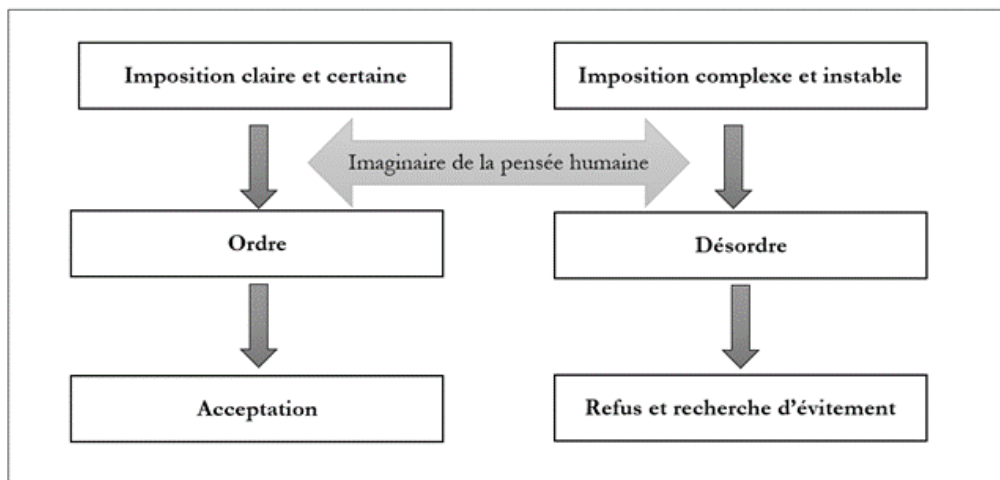 Imposition claire et certaine
Imposition complexe et instable
Imaginaire de la pensée humaine
Ordre
Désordre
Acceptation
Refus et recherche d'évitement